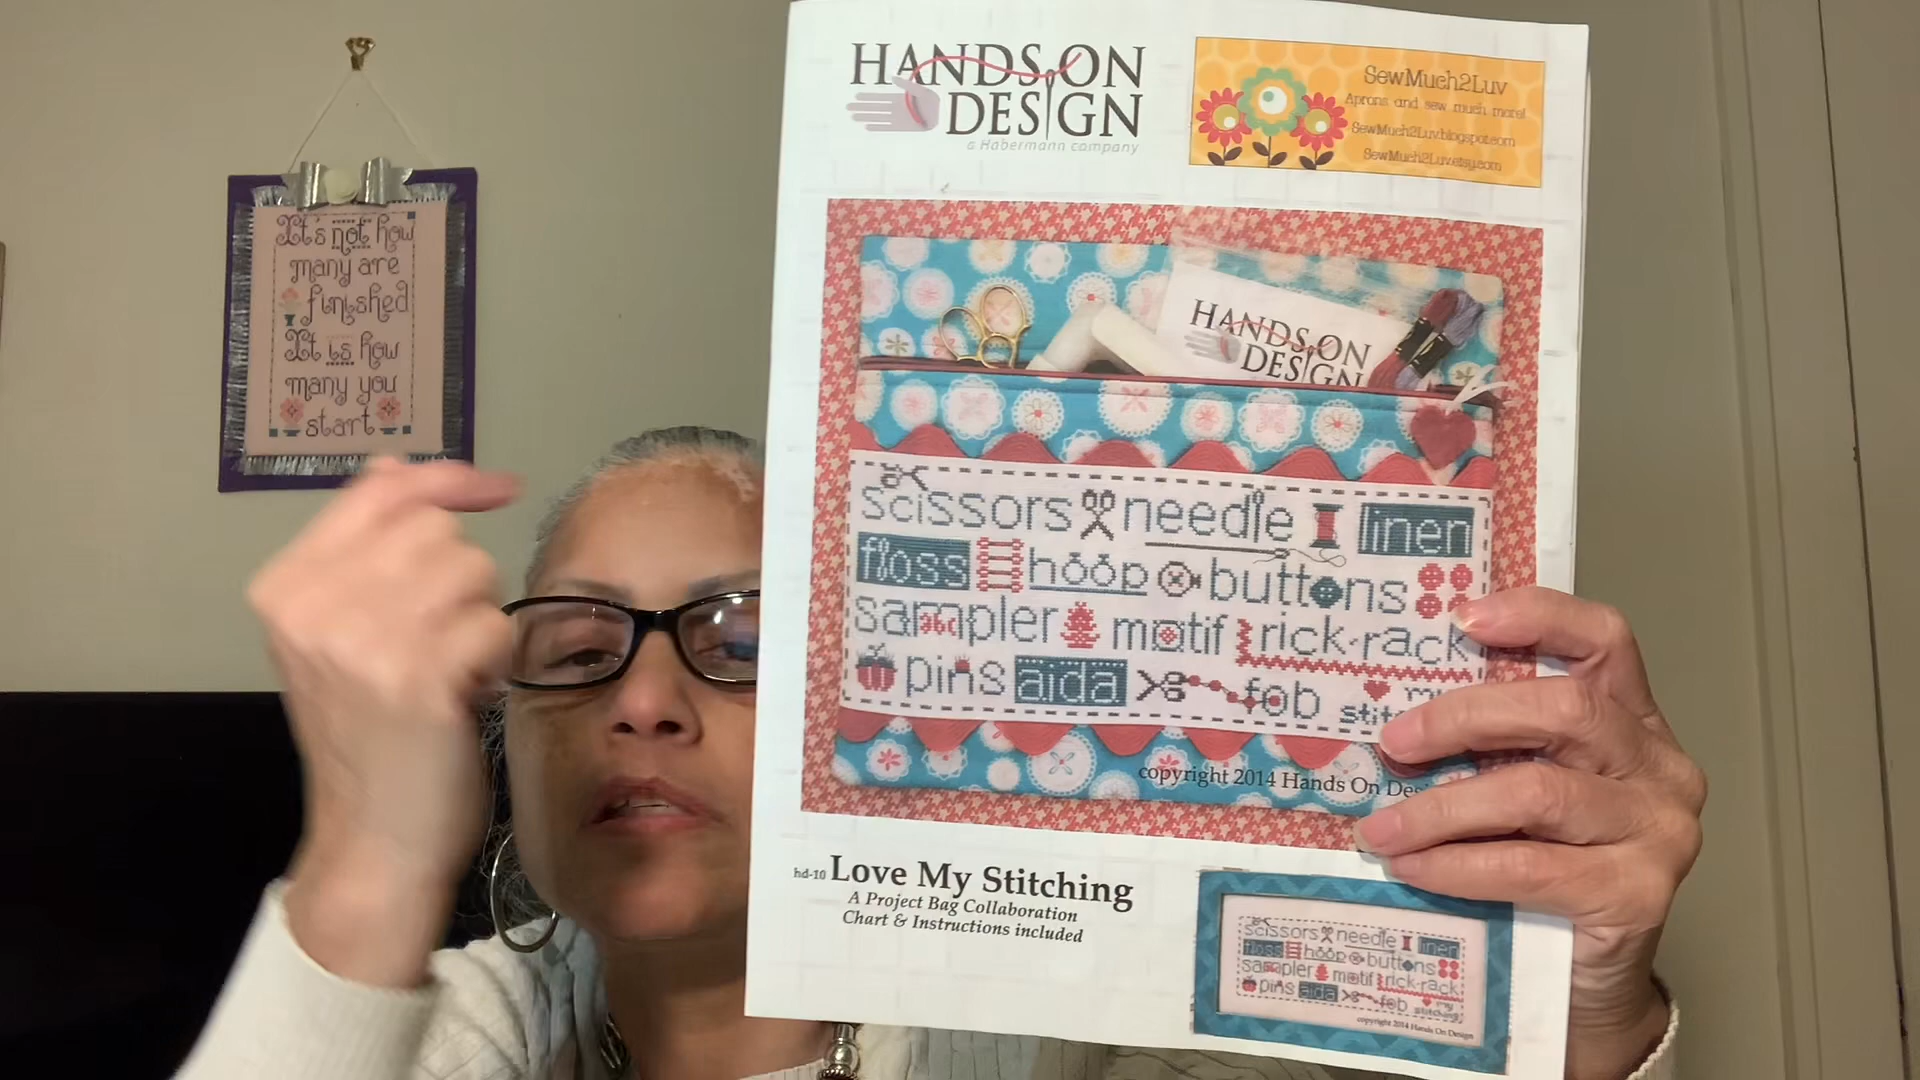 It's not how
many are
finished
It is how
many you
start
HANDS ON
DESIGN
a Habermann company
SewMuch2Luv
Aprons and sew much more!
SewMuch2Luv.blogspot.com
SewMuch2Luv.etsy.com
HANDS ON
DESIGN
scissors needle linen
floss hoop buttons
sampler motif rick-rack
pins aida fob my
copyright 2014 Hands On
hd-10 Love My Stitching
A Project Bag Collaboration
Chart & Instructions included
scissors needle linen
floss hoop buttons
sampler motif rick-rack
pins aida fob my
stitching
copyright 2014 Hands On Design